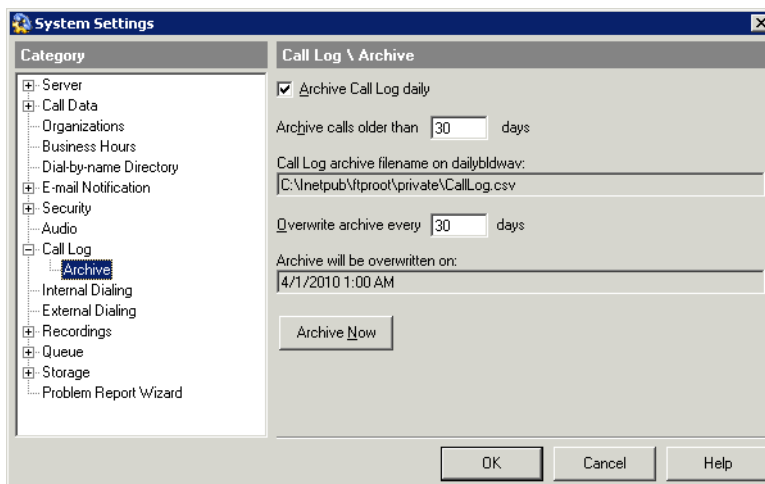 System Settings
Category
Call Log \ Archive
Server
Call Data
Organizations
Business Hours
Dial-by-name Directory
E-mail Notification
Security
Audio
Call Log
Archive
Internal Dialing
External Dialing
Recordings
Queue
Storage
Problem Report Wizard
Archive Call Log daily
Archive calls older than 30 days
Call Log archive filename on dailybldwav:
C:\Inetpub\ftproot\private\CallLog.csv
Overwrite archive every 30 days
Archive will be overwritten on:
4/1/2010 1:00 AM
Archive Now
OK
Cancel
Help